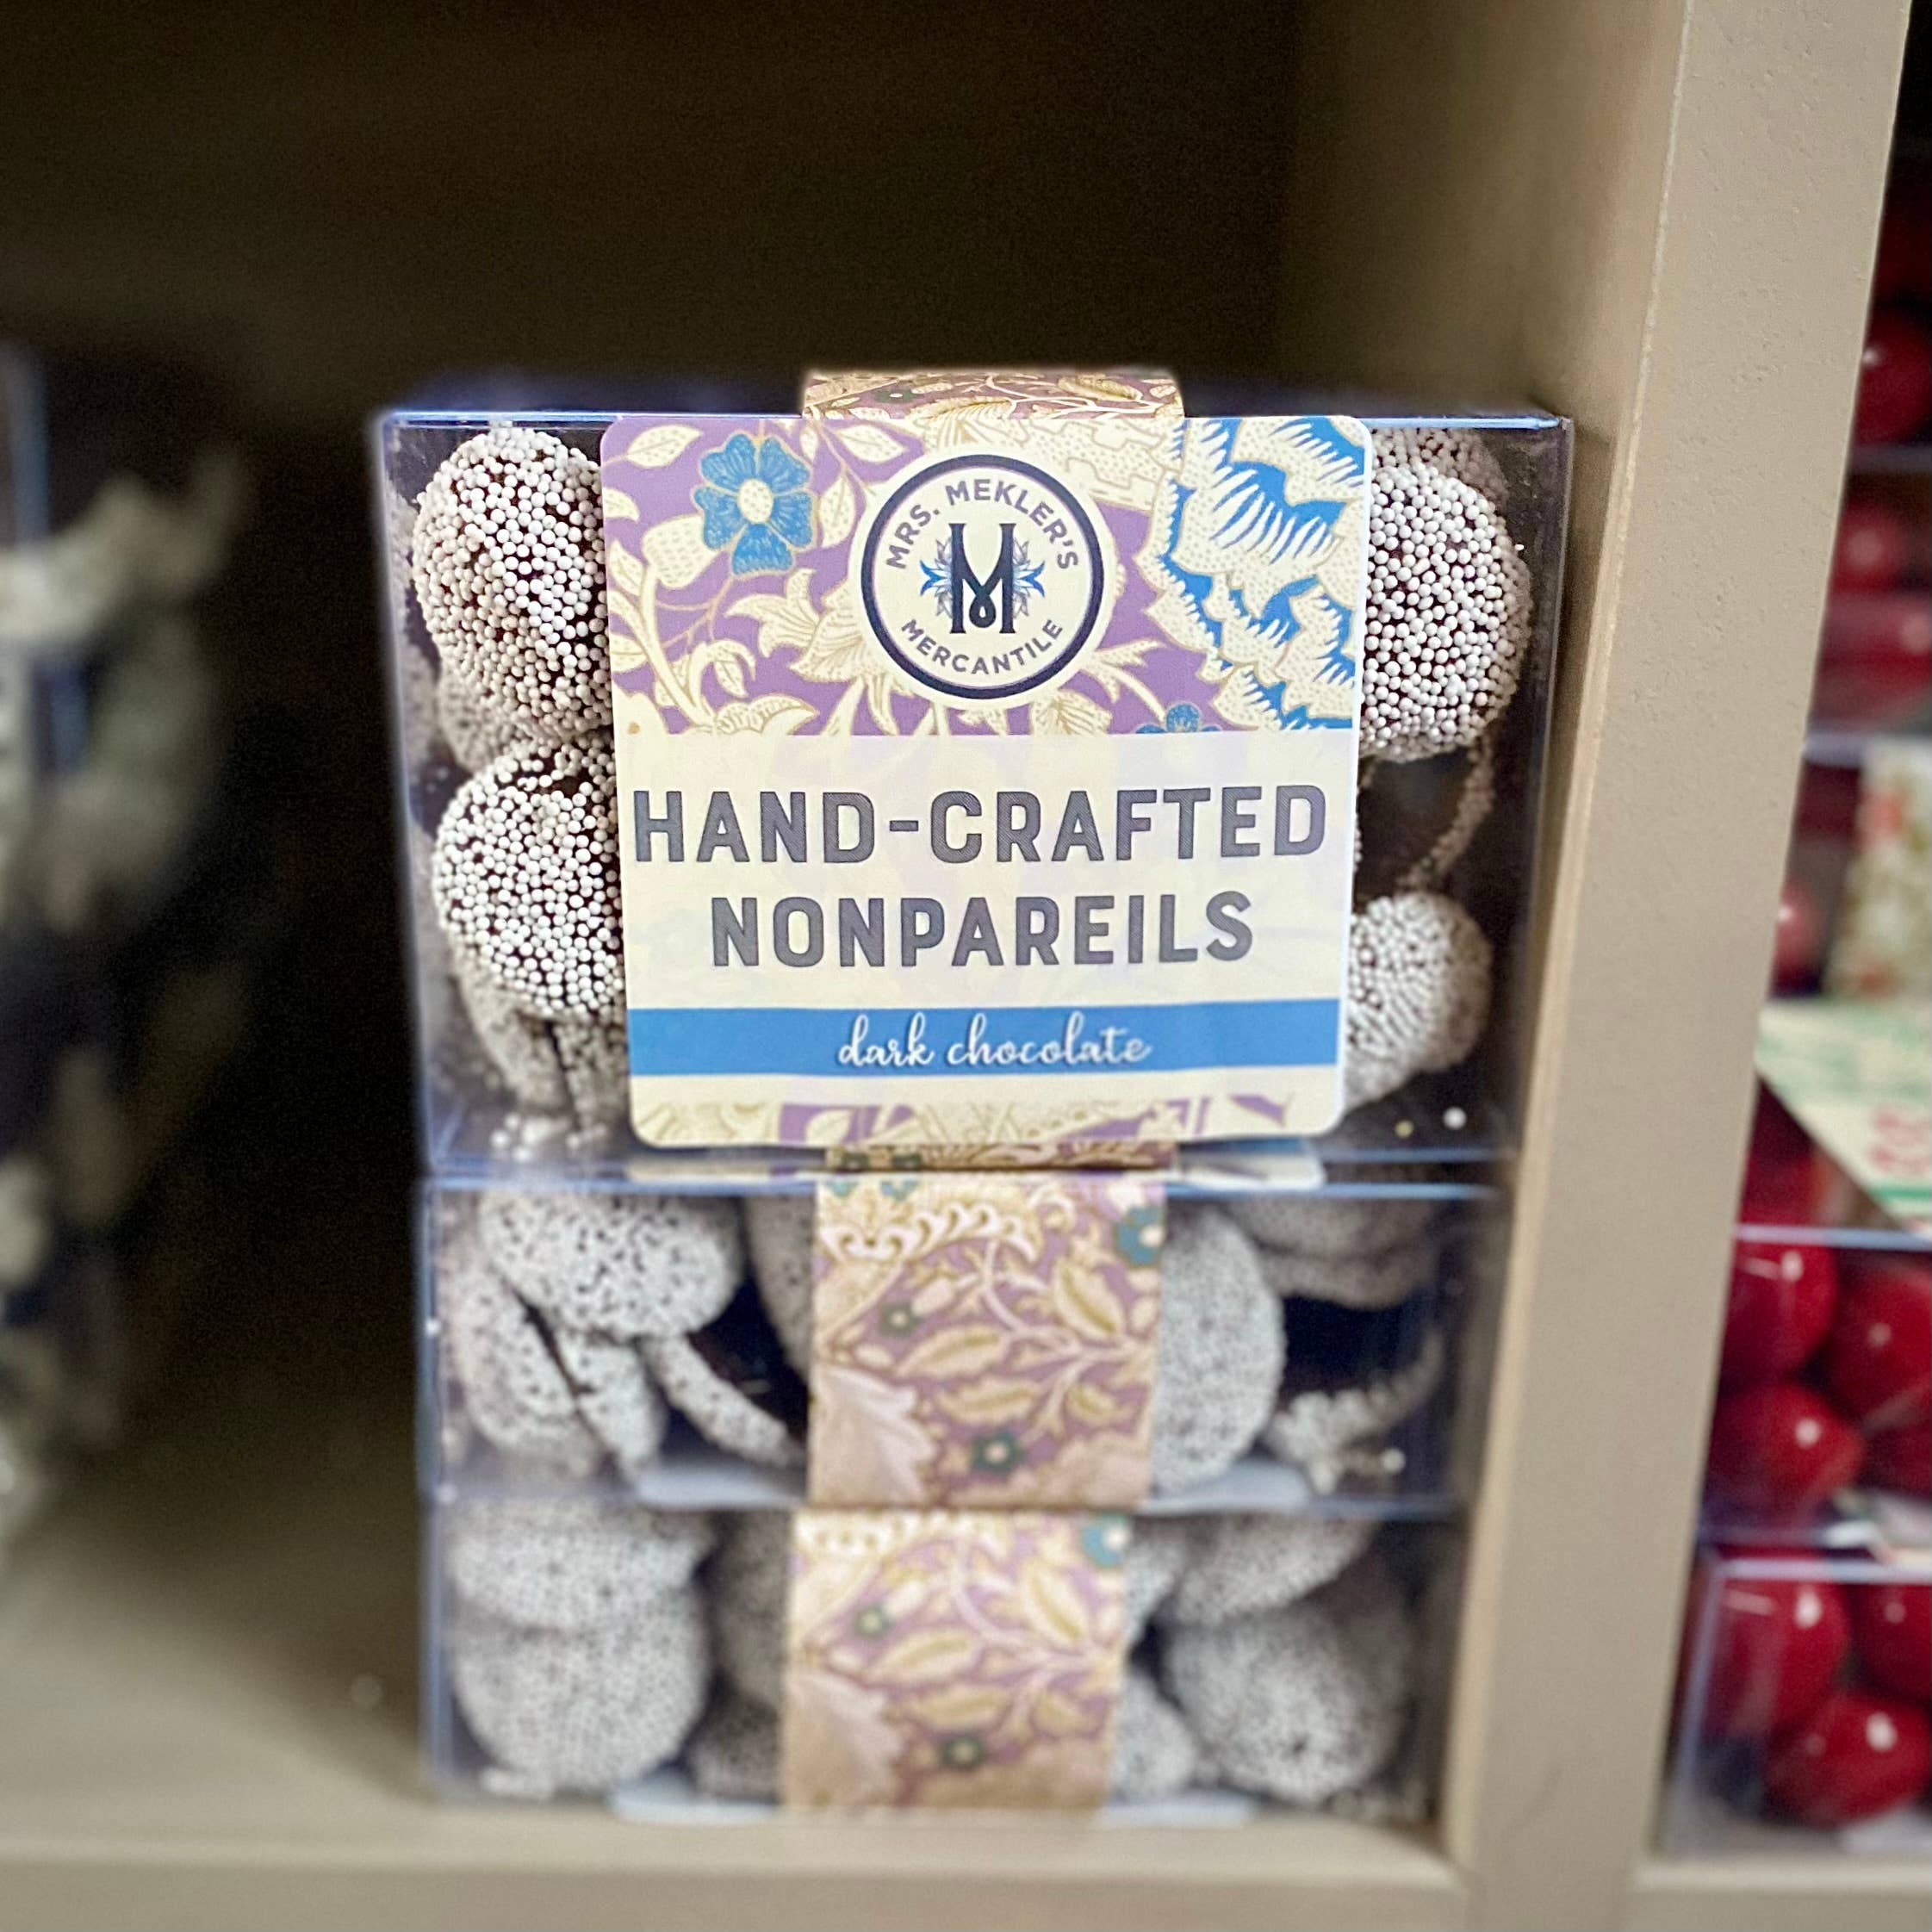 MRS. MEKLER'S
M
MERCANTILE
HAND-CRAFTED
NONPAREILS
dark chocolate